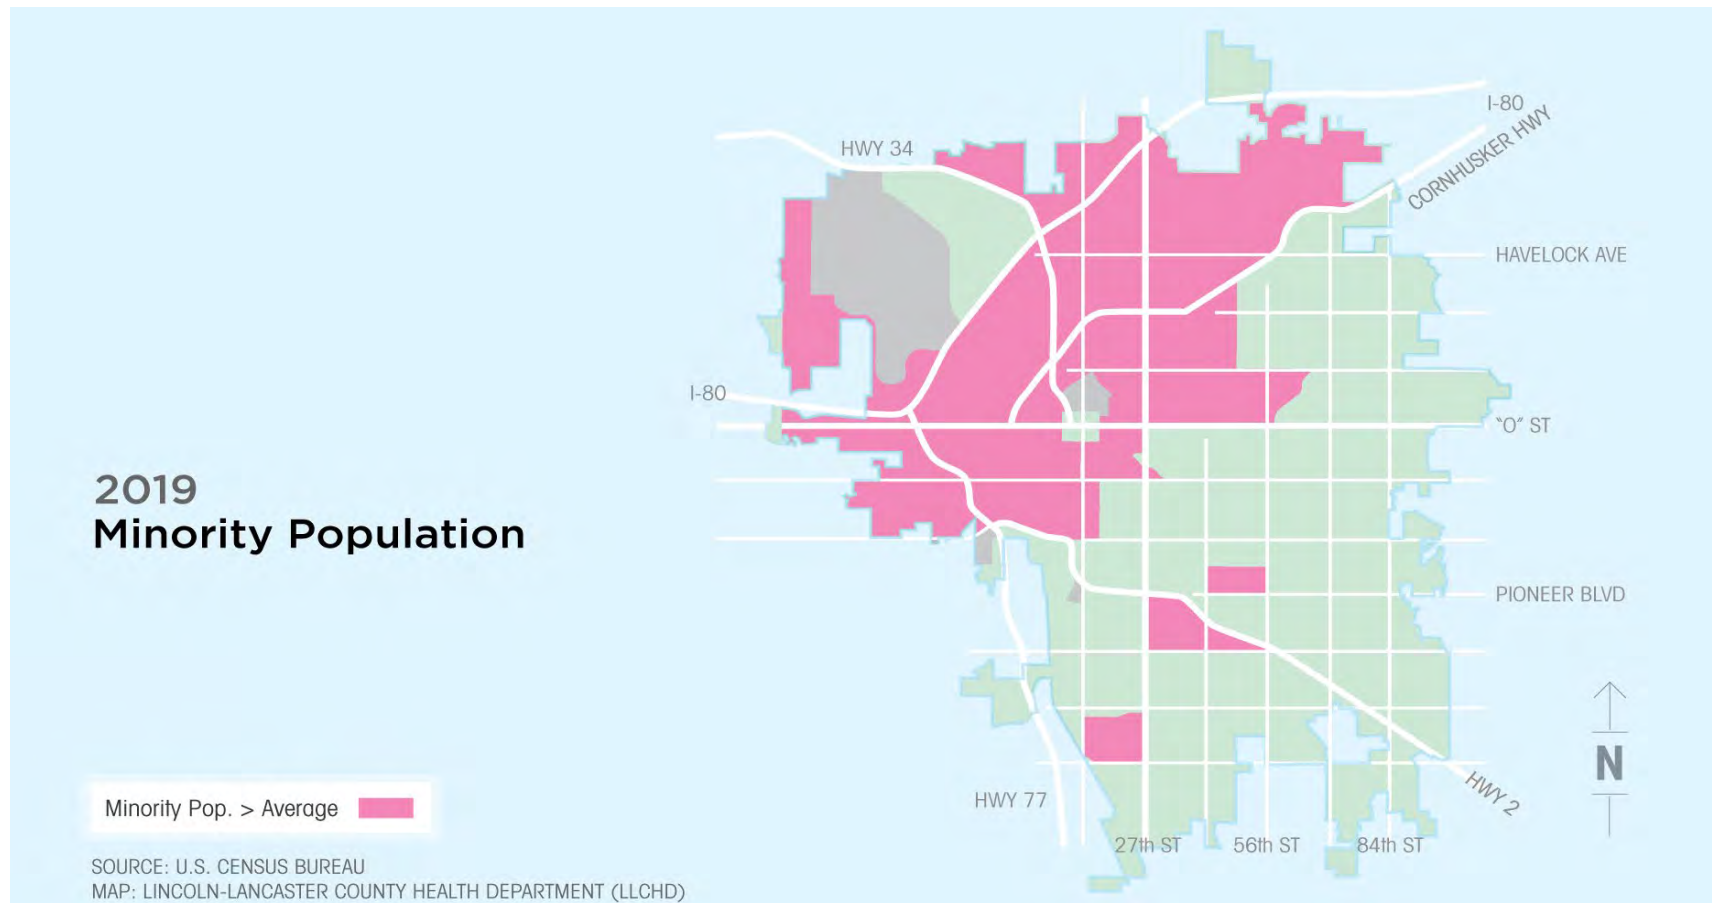 2019
Minority Population
Minority Pop. > Average
SOURCE: U.S. CENSUS BUREAU
MAP: LINCOLN-LANCASTER COUNTY HEALTH DEPARTMENT (LLCHD)
HWY 34
I-80
CORNHUSKER HWY
HAVELOCK AVE
I-80
"O" ST
PIONEER BLVD
HWY 77
HWY 2
27th ST
56th ST
84th ST
N